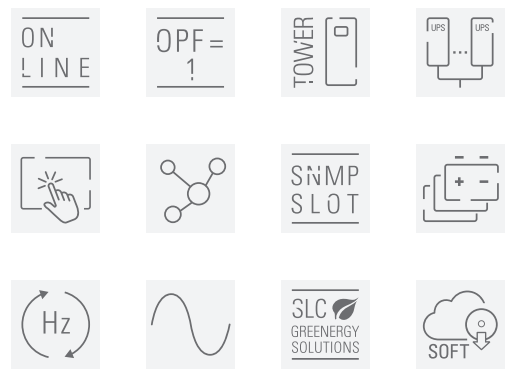 ON
LINE
OPF =
1
TOWER
UPS
UPS
SNMP
SLOT
Hz
SLC
GREENERGY
SOLUTIONS
SOFT